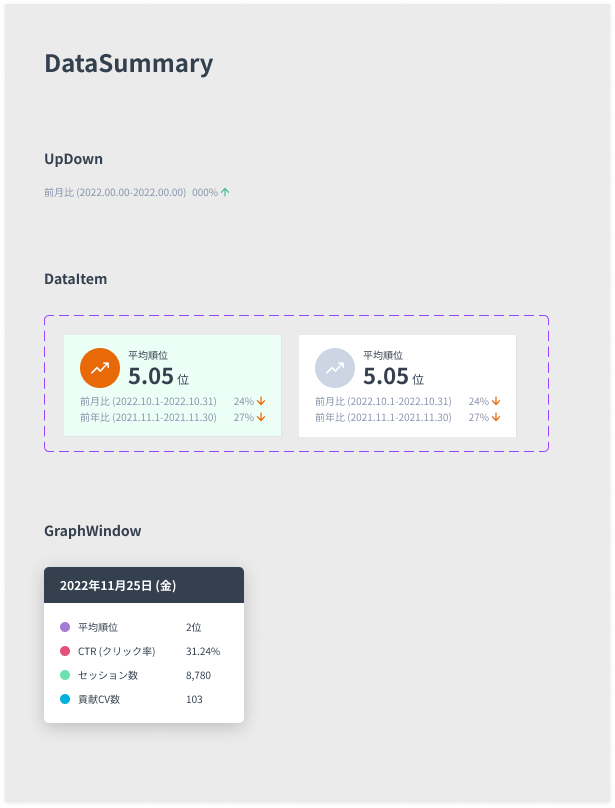 DataSummary
UpDown
前月比 (2022.00.00-2022.00.00) 000%
DataItem
平均順位
5.05 位
前月比 (2022.10.1-2022.10.31) 24%
前年比 (2021.11.1-2021.11.30) 27%
平均順位
5.05 位
前月比 (2022.10.1-2022.10.31) 24%
前年比 (2021.11.1-2021.11.30) 27%
GraphWindow
2022年11月25日 (金)
平均順位 2位
CTR (クリック率) 31.24%
セッション数 8,780
貢献CV数 103